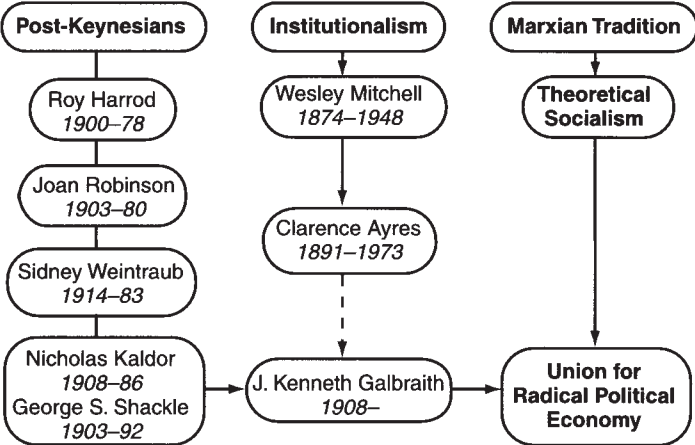 Post-Keynesians
Roy Harrod
1900–78
Joan Robinson
1903–80
Sidney Weintraub
1914–83
Nicholas Kaldor
1908–86
George S. Shackle
1903–92
Institutionalism
Wesley Mitchell
1874–1948
Clarence Ayres
1891–1973
J. Kenneth Galbraith
1908–
Marxian Tradition
Theoretical
Socialism
Union for
Radical Political
Economy